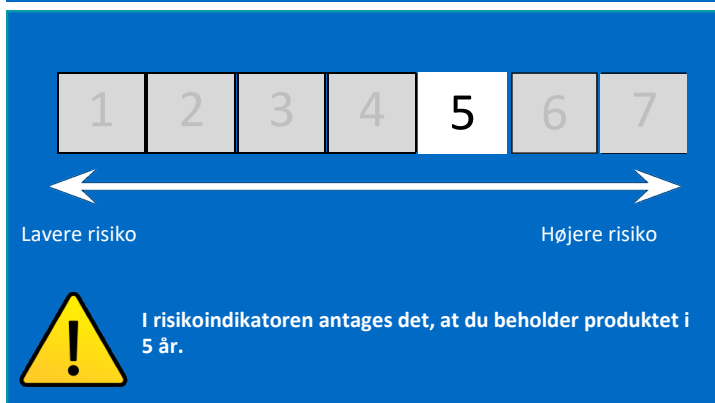 1 2 3 4 5 6 7
Lavere risiko Højere risiko
I risikoindikatoren antages det, at du beholder produktet i
5 år.